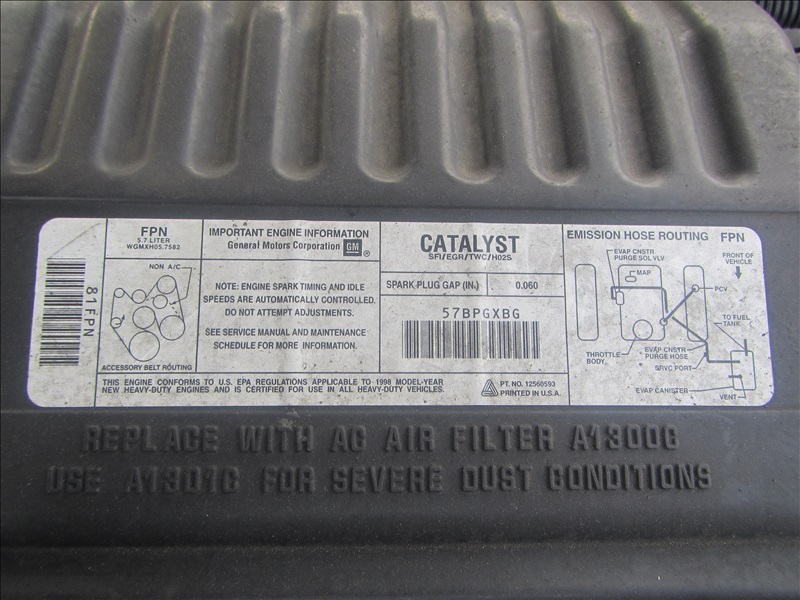 81FPN
FPN
5.7 LITER
WGMXH05.7582
NON A/C
ACCESSORY BELT ROUTING
IMPORTANT ENGINE INFORMATION
General Motors Corporation GM ®
NOTE: ENGINE SPARK TIMING AND IDLE
SPEEDS ARE AUTOMATICALLY CONTROLLED.
DO NOT ATTEMPT ADJUSTMENTS.
SEE SERVICE MANUAL AND MAINTENANCE
SCHEDULE FOR MORE INFORMATION.
THIS ENGINE CONFORMS TO U.S. EPA REGULATIONS APPLICABLE TO 1998 MODEL-YEAR
NEW HEAVY-DUTY ENGINES AND IS CERTIFIED FOR USE IN ALL HEAVY-DUTY VEHICLES.
CATALYST
SFI/EGR/TWC/HO2S
SPARK PLUG GAP (IN.) 0.060
57BPGXBG
PT. NO. 12560593
PRINTED IN U.S.A.
EMISSION HOSE ROUTING FPN
EVAP CNSTR
PURGE SOL VLV
MAP
FRONT OF
VEHICLE
PCV
TO FUEL
TANK
THROTTLE
BODY
EVAP CNSTR
PURGE HOSE
SRVC PORT
EVAP CANISTER
VENT
REPLACE WITH AC AIR FILTER A1300C
USE A1301C FOR SEVERE DUST CONDITIONS